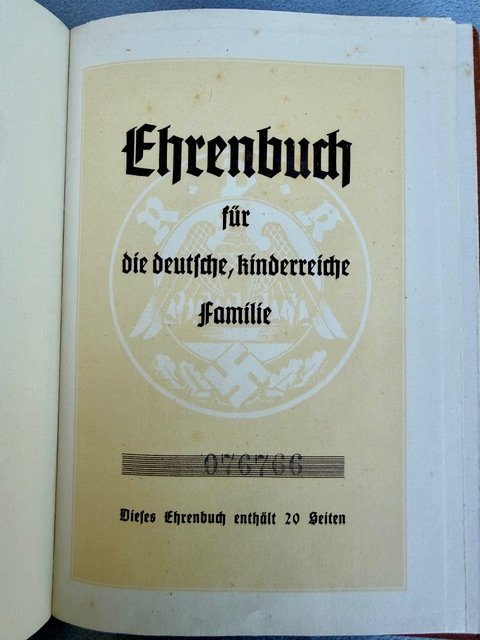 Ehrenbuch
für
die deutsche, kinderreiche
Familie
R. D. K
076766
Dieses Ehrenbuch enthält 20 Seiten